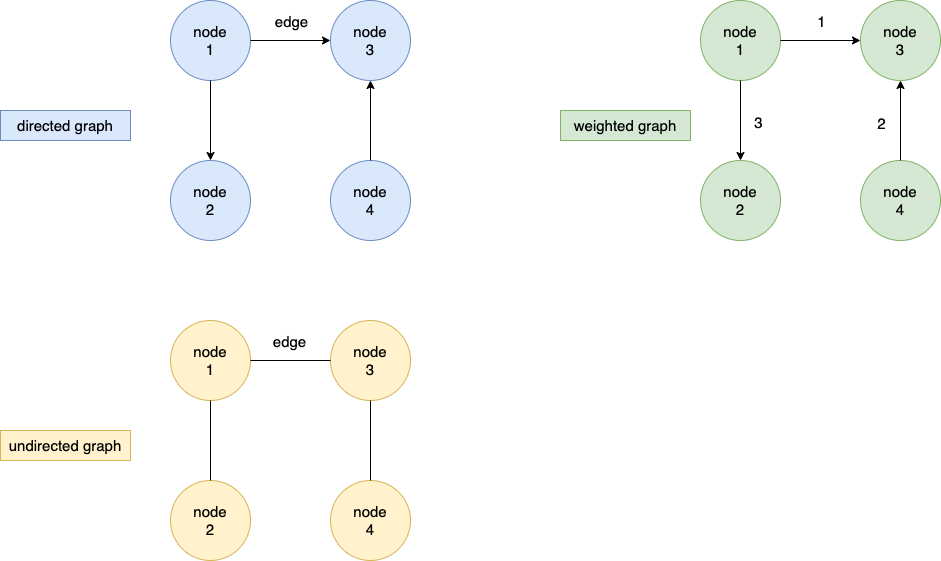 node
1
edge
node
3
directed graph
node
2
node
4
node
1
1
node
3
weighted graph
3
2
node
2
node
4
node
1
edge
node
3
undirected graph
node
2
node
4